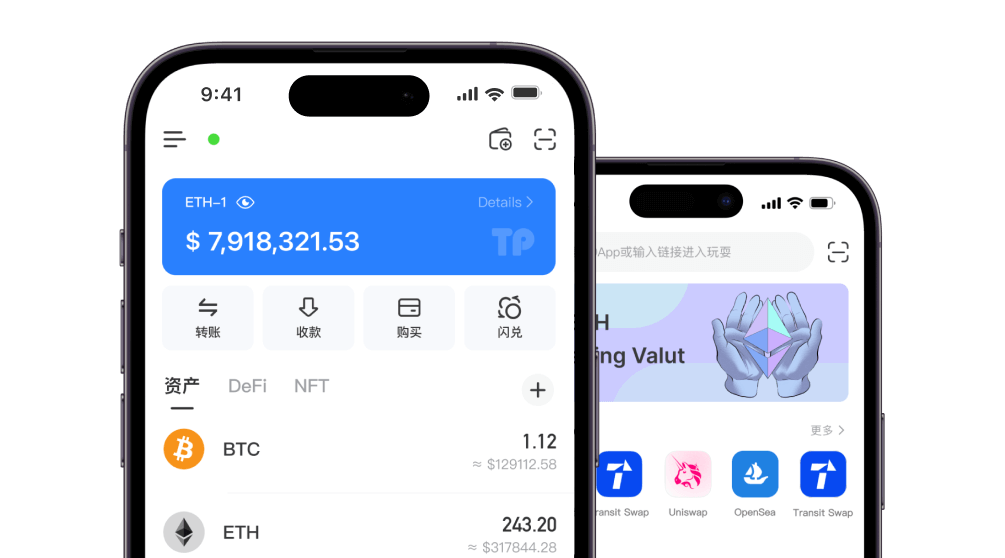 9:41
ETH-1
Details
$ 7,918,321.53
TP
转账
收款
购买
闪兑
资产
DeFi
NFT
BTC
1.12
≈ $129112.58
ETH
243.20
≈ $317844.28
App或输入链接进入玩耍
H
ng Valut
更多
ransit Swap
Uniswap
OpenSea
Transit Swap